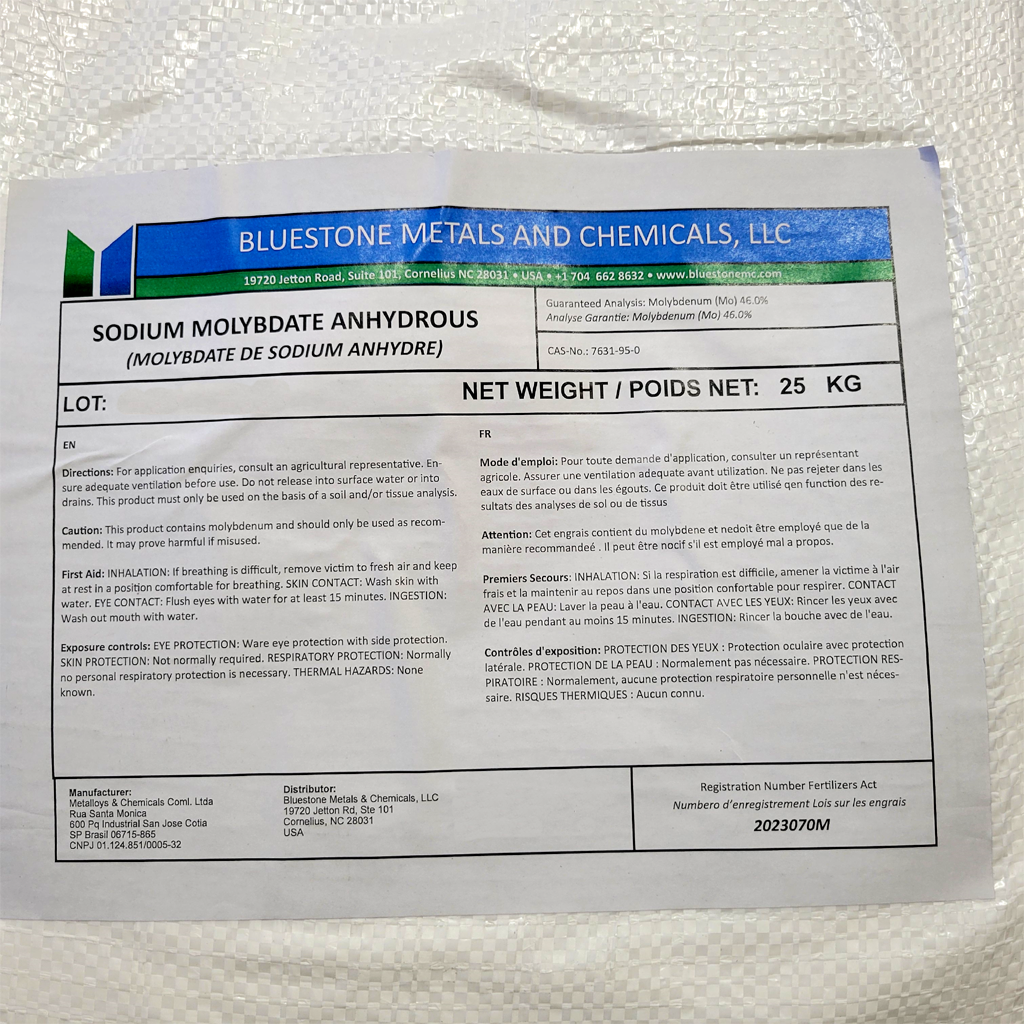 BLUESTONE METALS AND CHEMICALS, LLC
19720 Jetton Road, Suite 101, Cornelius NC 28031 • USA • +1 704 662 8632 • www.bluestonemc.com
SODIUM MOLYBDATE ANHYDROUS
(MOLYBDATE DE SODIUM ANHYDRE)
Guaranteed Analysis: Molybdenum (Mo) 46.0%
Analyse Garantie: Molybdenum (Mo) 46.0%
CAS-No.: 7631-95-0
LOT:
NET WEIGHT / POIDS NET: 25 KG
EN
Directions: For application enquiries, consult an agricultural representative. En-
sure adequate ventilation before use. Do not release into surface water or into
drains. This product must only be used on the basis of a soil and/or tissue analysis.
Caution: This product contains molybdenum and should only be used as recom-
mended. It may prove harmful if misused.
First Aid: INHALATION: If breathing is difficult, remove victim to fresh air and keep
at rest in a position comfortable for breathing. SKIN CONTACT: Wash skin with
water. EYE CONTACT: Flush eyes with water for at least 15 minutes. INGESTION:
Wash out mouth with water.
Exposure controls: EYE PROTECTION: Ware eye protection with side protection.
SKIN PROTECTION: Not normally required. RESPIRATORY PROTECTION: Normally
no personal respiratory protection is necessary. THERMAL HAZARDS: None
known.
FR
Mode d'emploi: Pour toute demande d'application, consulter un représentant
agricole. Assurer une ventilation adequate avant utilization. Ne pas rejeter dans les
eaux de surface ou dans les égouts. Ce produit doit être utilisé qen function des re-
sultats des analyses de sol ou de tissus
Attention: Cet engrais contient du molybdene et nedoit être employé que de la
manière recommandeé . Il peut être nocif s'il est employé mal a propos.
Premiers Secours: INHALATION: Si la respiration est difficile, amener la victime à l'air
frais et la maintenir au repos dans une position confortable pour respirer. CONTACT
AVEC LA PEAU: Laver la peau à l'eau. CONTACT AVEC LES YEUX: Rincer les yeux avec
de l'eau pendant au moins 15 minutes. INGESTION: Rincer la bouche avec de l'eau.
Contrôles d'exposition: PROTECTION DES YEUX : Protection oculaire avec protection
latérale. PROTECTION DE LA PEAU : Normalement pas nécessaire. PROTECTION RES-
PIRATOIRE : Normalement, aucune protection respiratoire personnelle n'est néces-
saire. RISQUES THERMIQUES : Aucun connu.
Manufacturer:
Metalloys & Chemicals Coml. Ltda
Rua Santa Monica
600 Pq Industrial San Jose Cotia
SP Brasil 06715-865
CNPJ 01.124.851/0005-32
Distributor:
Bluestone Metals & Chemicals, LLC
19720 Jetton Rd, Ste 101
Cornelius, NC 28031
USA
Registration Number Fertilizers Act
Numbero d'enregistrement Lois sur les engrais
2023070M